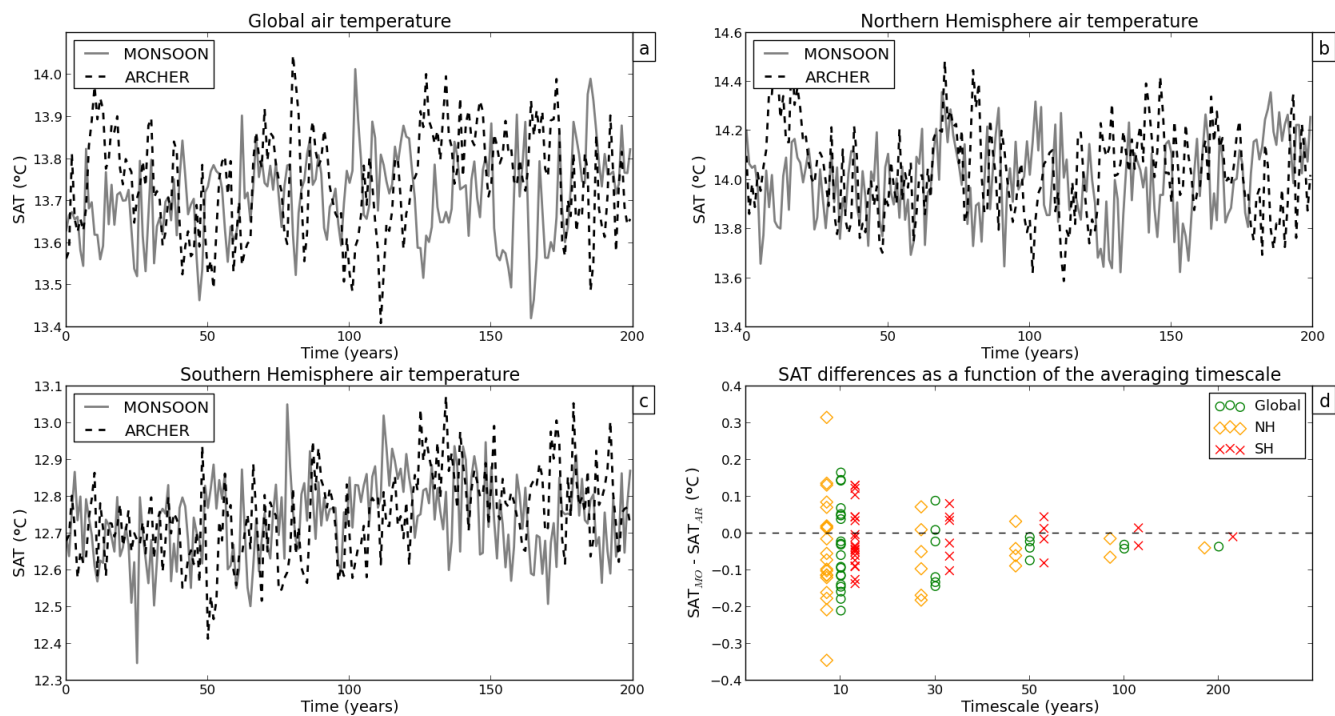 Global air temperature
a
MONSOON
ARCHER
SAT (°C)
14.0
13.9
13.8
13.7
13.6
13.5
13.4
0
50
100
150
200
Time (years)
Northern Hemisphere air temperature
b
MONSOON
ARCHER
SAT (°C)
14.6
14.4
14.2
14.0
13.8
13.6
13.4
0
50
100
150
200
Time (years)
Southern Hemisphere air temperature
c
MONSOON
ARCHER
SAT (°C)
13.1
13.0
12.9
12.8
12.7
12.6
12.5
12.4
12.3
0
50
100
150
200
Time (years)
SAT differences as a function of the averaging timescale
d
Global
NH
SH
SAT_MO - SAT_AR (°C)
0.4
0.3
0.2
0.1
0.0
−0.1
−0.2
−0.3
−0.4
10
30
50
100
200
Timescale (years)